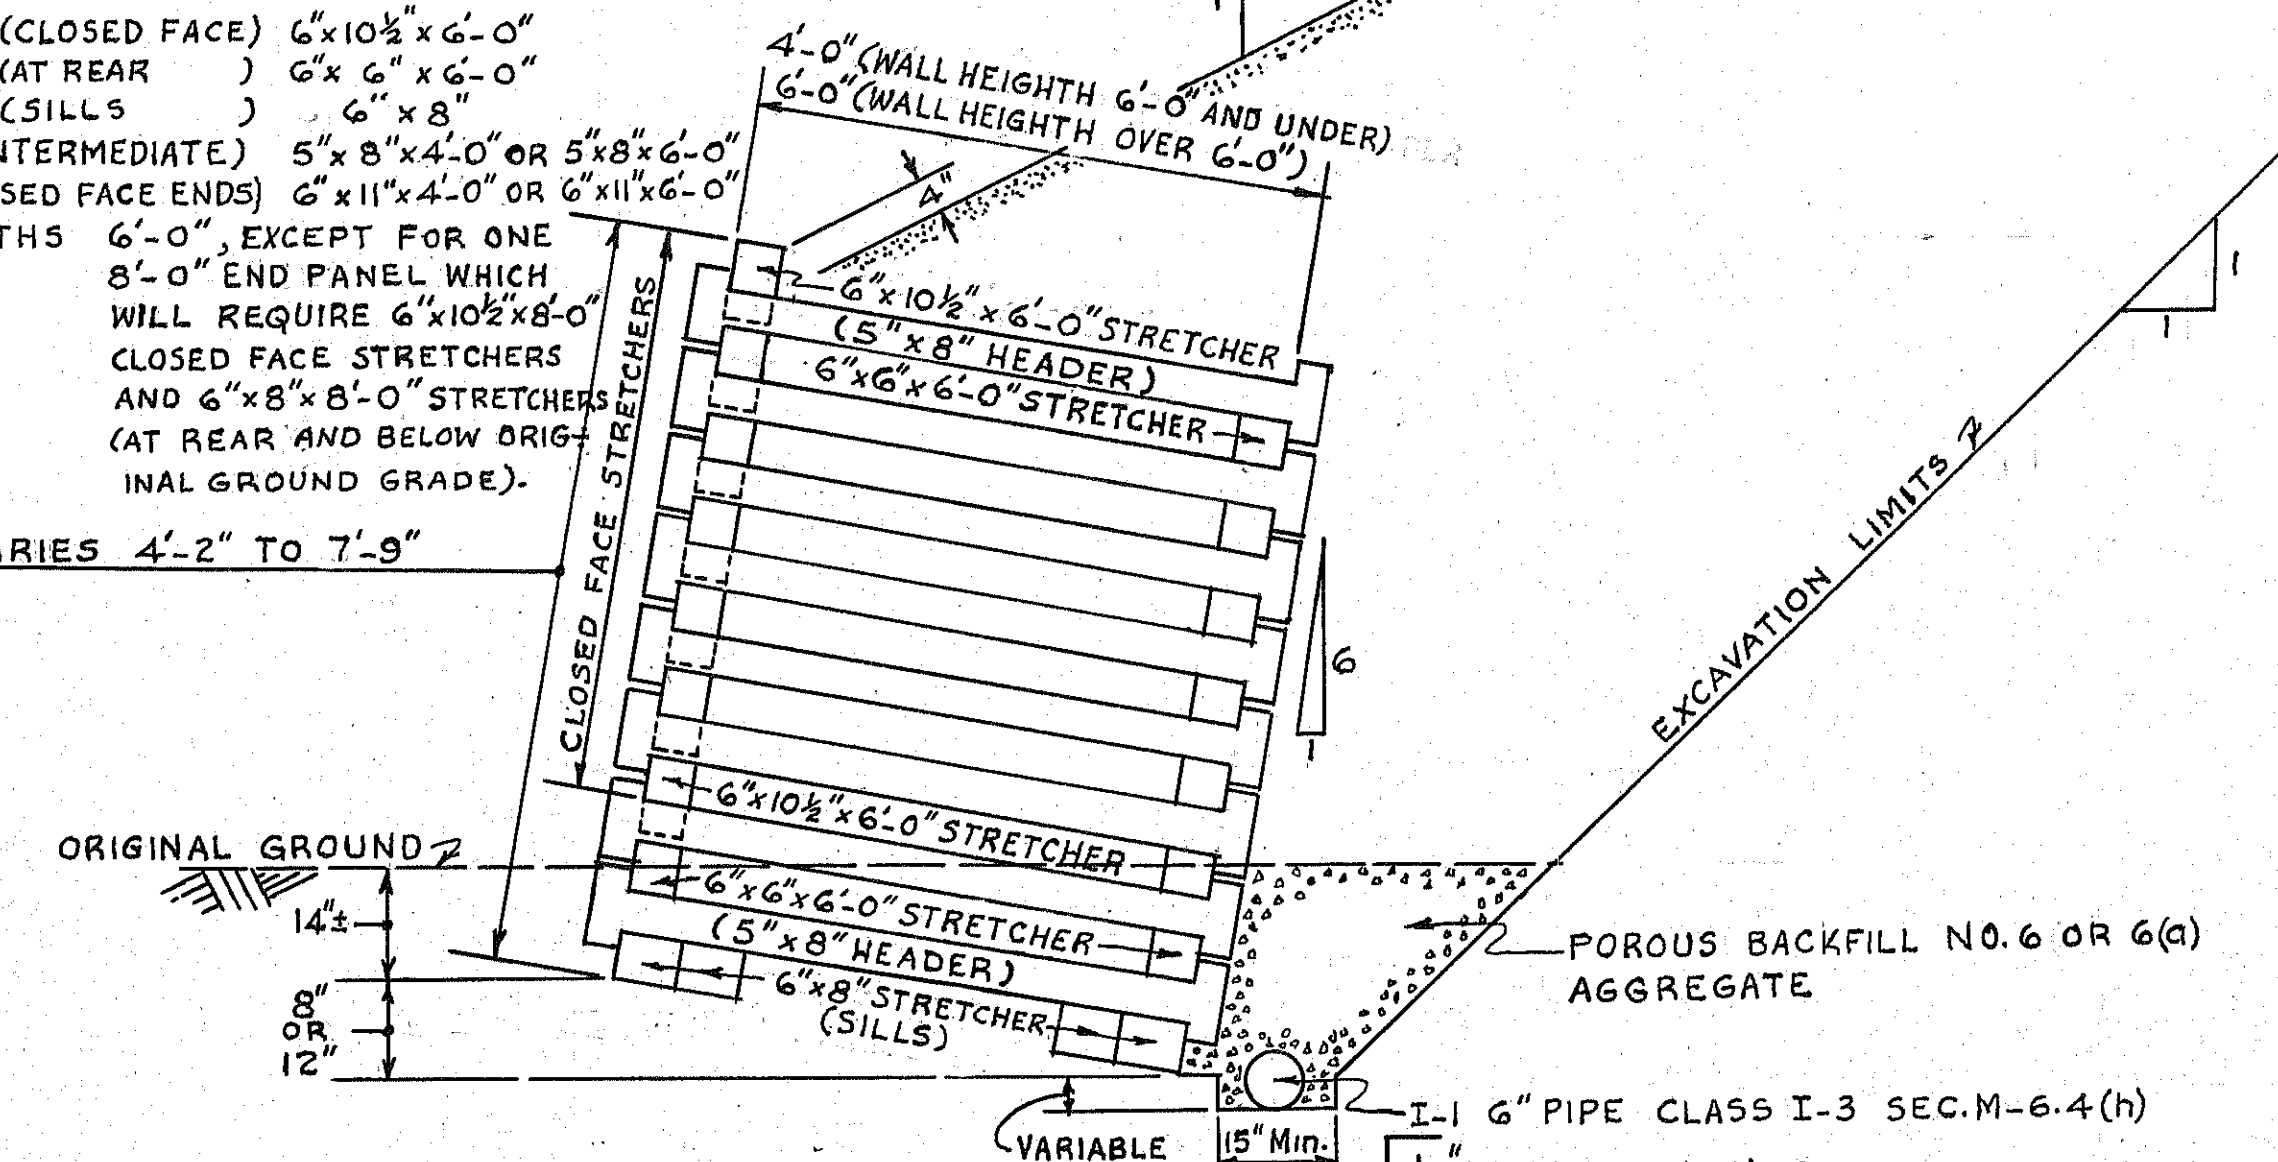 (CLOSED FACE) 6"x10½"x6'-0"
(AT REAR ) 6"x 6" x 6'-0"
(SILLS ) 6"x8"
NTERMEDIATE) 5"x8"x4'-0" OR 5"x8"x6'-0"
SED FACE ENDS) 6"x11"x4'-0" OR 6"x11"x6'-0"
THS 6'-0", EXCEPT FOR ONE
8'-0" END PANEL WHICH
WILL REQUIRE 6"x10½"x8'-0"
CLOSED FACE STRETCHERS
AND 6"x8"x8'-0" STRETCHERS
(AT REAR AND BELOW ORIG-
INAL GROUND GRADE).
ARIES 4'-2" TO 7'-9"
4'-0" (WALL HEIGHTH 6'-0" AND UNDER)
6'-0" (WALL HEIGHTH OVER 6'-0")
1
4"
CLOSED FACE STRETCHERS
6"x10½"x6'-0" STRETCHER
(5"x8" HEADER)
6"x6"x6'-0" STRETCHER
6
1
1
1
EXCAVATION LIMITS
6"x10½"x6'-0" STRETCHER
ORIGINAL GROUND
6"x6"x6'-0" STRETCHER
(5"x8" HEADER)
6"x8" STRETCHER
(SILLS)
14"±
8"
OR
12"
POROUS BACKFILL NO.6 OR 6(a)
AGGREGATE
I-1 6" PIPE CLASS I-3 SEC.M-6.4(h)
VARIABLE
15" Min.